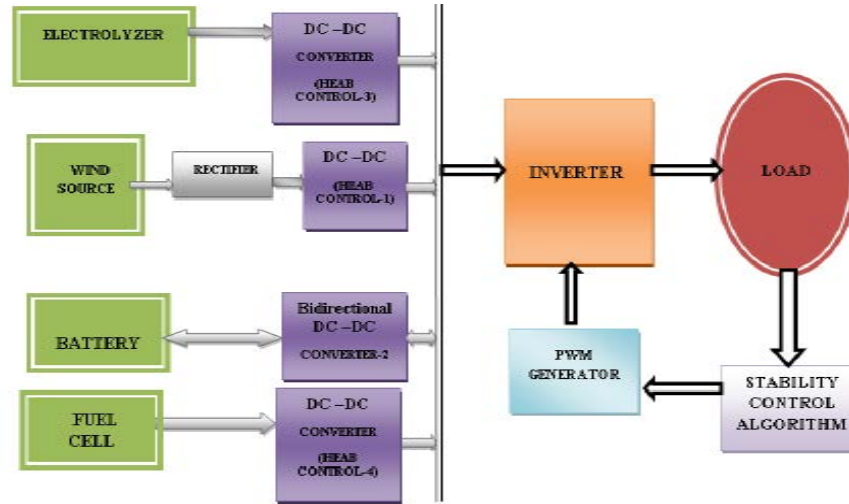 ELECTROLYZER
DC –DC
CONVERTER
(HEAB
CONTROL-3)
WIND
SOURCE
RECTIFIER
DC –DC
(HEAB
CONTROL-1)
INVERTER
LOAD
BATTERY
Bidirectional
DC –DC
CONVERTER-2
FUEL
CELL
DC –DC
CONVERTER
(HEAB
CONTROL-4)
PWM
GENERATOR
STABILITY
CONTROL
ALGORITHM